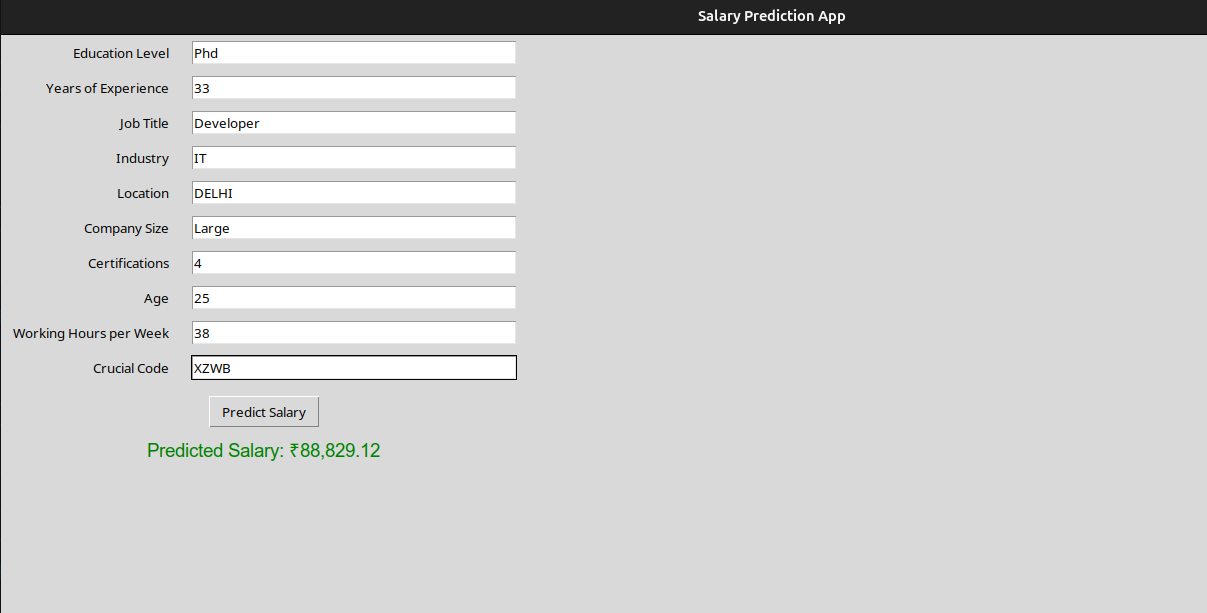 Salary Prediction App
Education Level Phd
Years of Experience 33
Job Title Developer
Industry IT
Location DELHI
Company Size Large
Certifications 4
Age 25
Working Hours per Week 38
Crucial Code XZWB
Predict Salary
Predicted Salary: ₹88,829.12